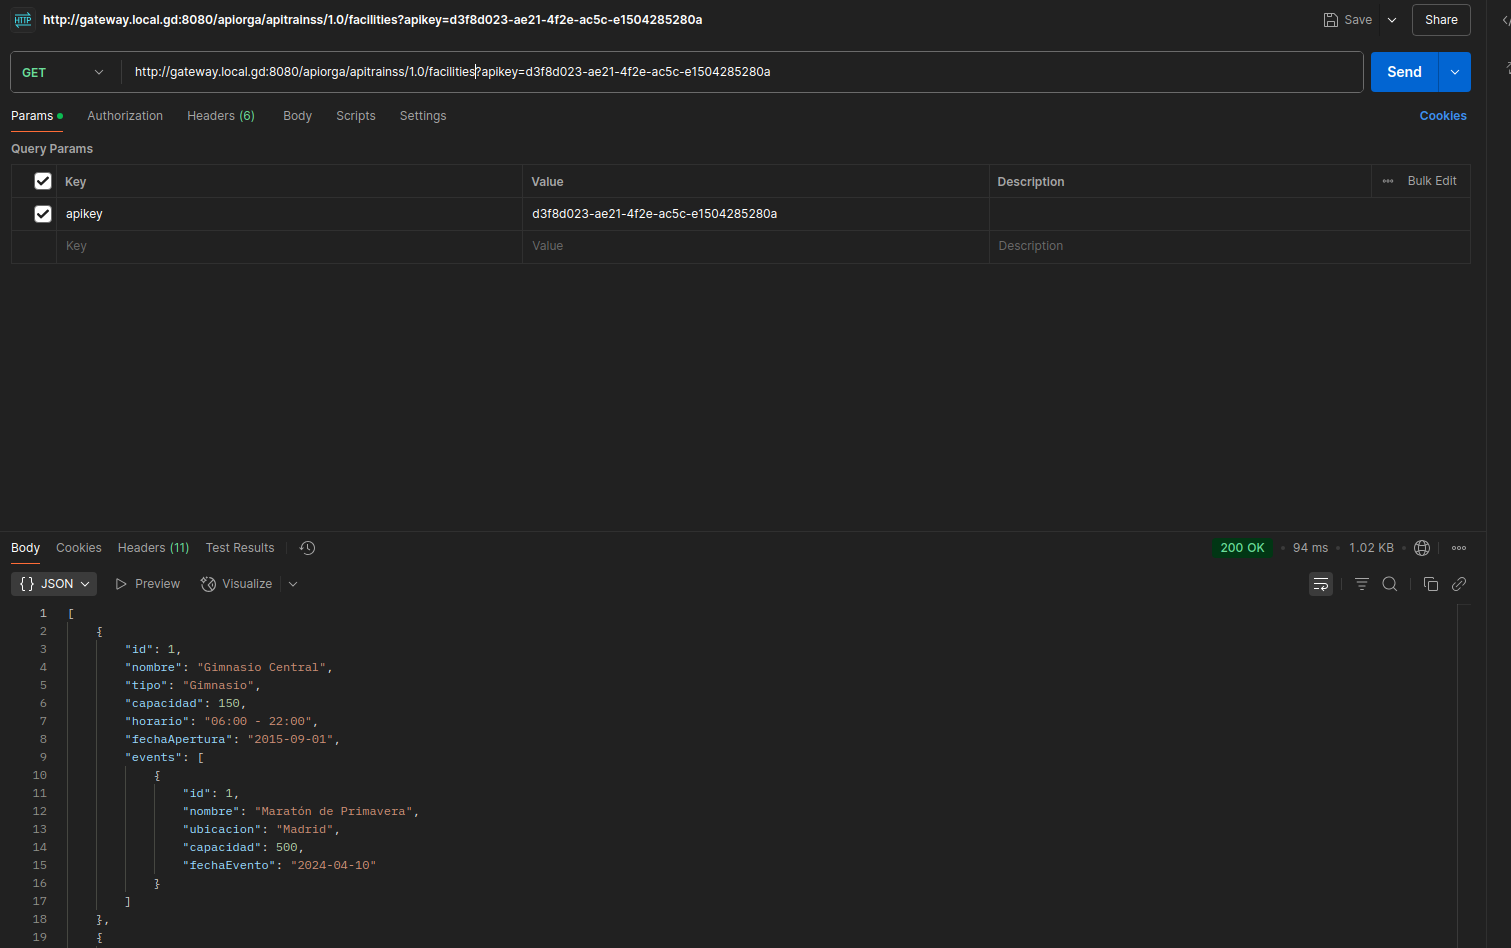 HTTP http://gateway.local.gd:8080/apiorga/apitrainss/1.0/facilities?apikey=d3f8d023-ae21-4f2e-ac5c-e1504285280a Save Share
GET http://gateway.local.gd:8080/apiorga/apitrainss/1.0/facilities?apikey=d3f8d023-ae21-4f2e-ac5c-e1504285280a Send
Params Authorization Headers (6) Body Scripts Settings Cookies
Query Params
Key Value Description Bulk Edit
apikey d3f8d023-ae21-4f2e-ac5c-e1504285280a
Key Value Description
Body Cookies Headers (11) Test Results 200 OK 94 ms 1.02 KB
{} JSON Preview Visualize
1 [
2 {
3 "id": 1,
4 "nombre": "Gimnasio Central",
5 "tipo": "Gimnasio",
6 "capacidad": 150,
7 "horario": "06:00 - 22:00",
8 "fechaApertura": "2015-09-01",
9 "events": [
10 {
11 "id": 1,
12 "nombre": "Maratón de Primavera",
13 "ubicacion": "Madrid",
14 "capacidad": 500,
15 "fechaEvento": "2024-04-10"
16 }
17 ]
18 },
19 {